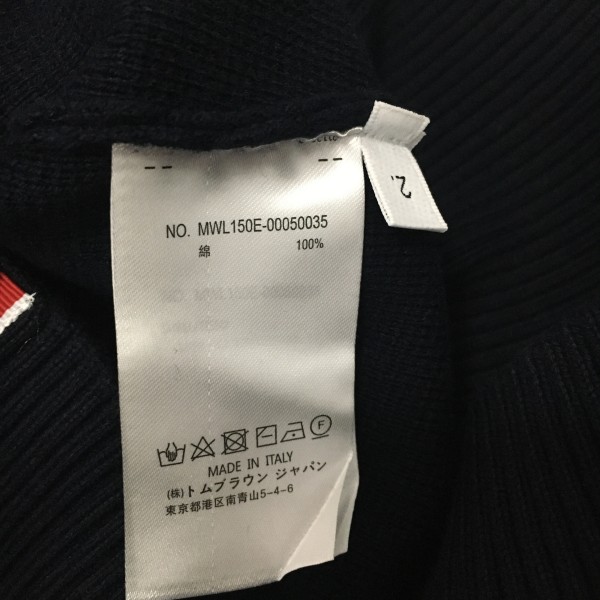 NO. MWL150E-00050035
綿 100%
MADE IN ITALY
(株)トムブラウン ジャパン
東京都港区南青山5-4-6
2.
F